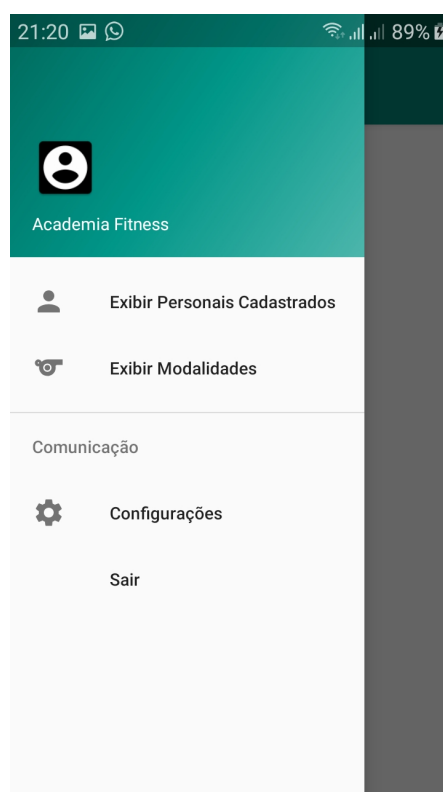 21:20 89%
Academia Fitness
Exibir Personais Cadastrados
Exibir Modalidades
Comunicação
Configurações
Sair